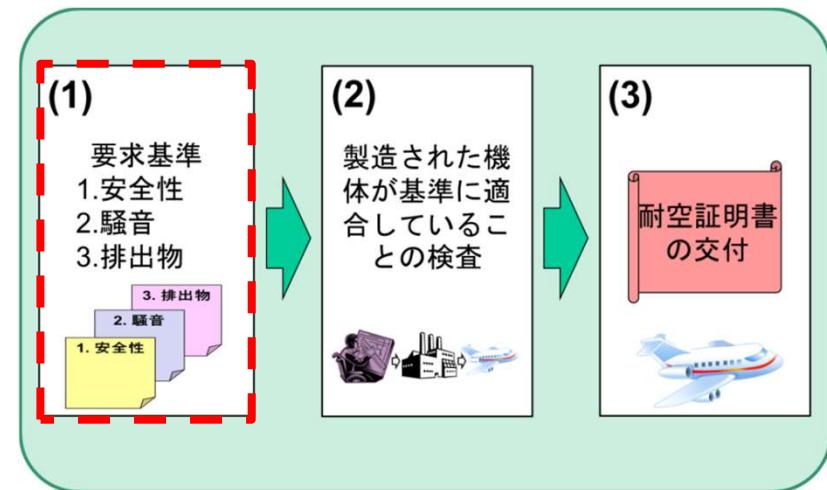 (1)
要求基準
1.安全性
2.騒音
3.排出物
3. 排出物
2. 騒音
1. 安全性
(2)
製造された機
体が基準に適
合しているこ
との検査
(3)
耐空証明書
の交付